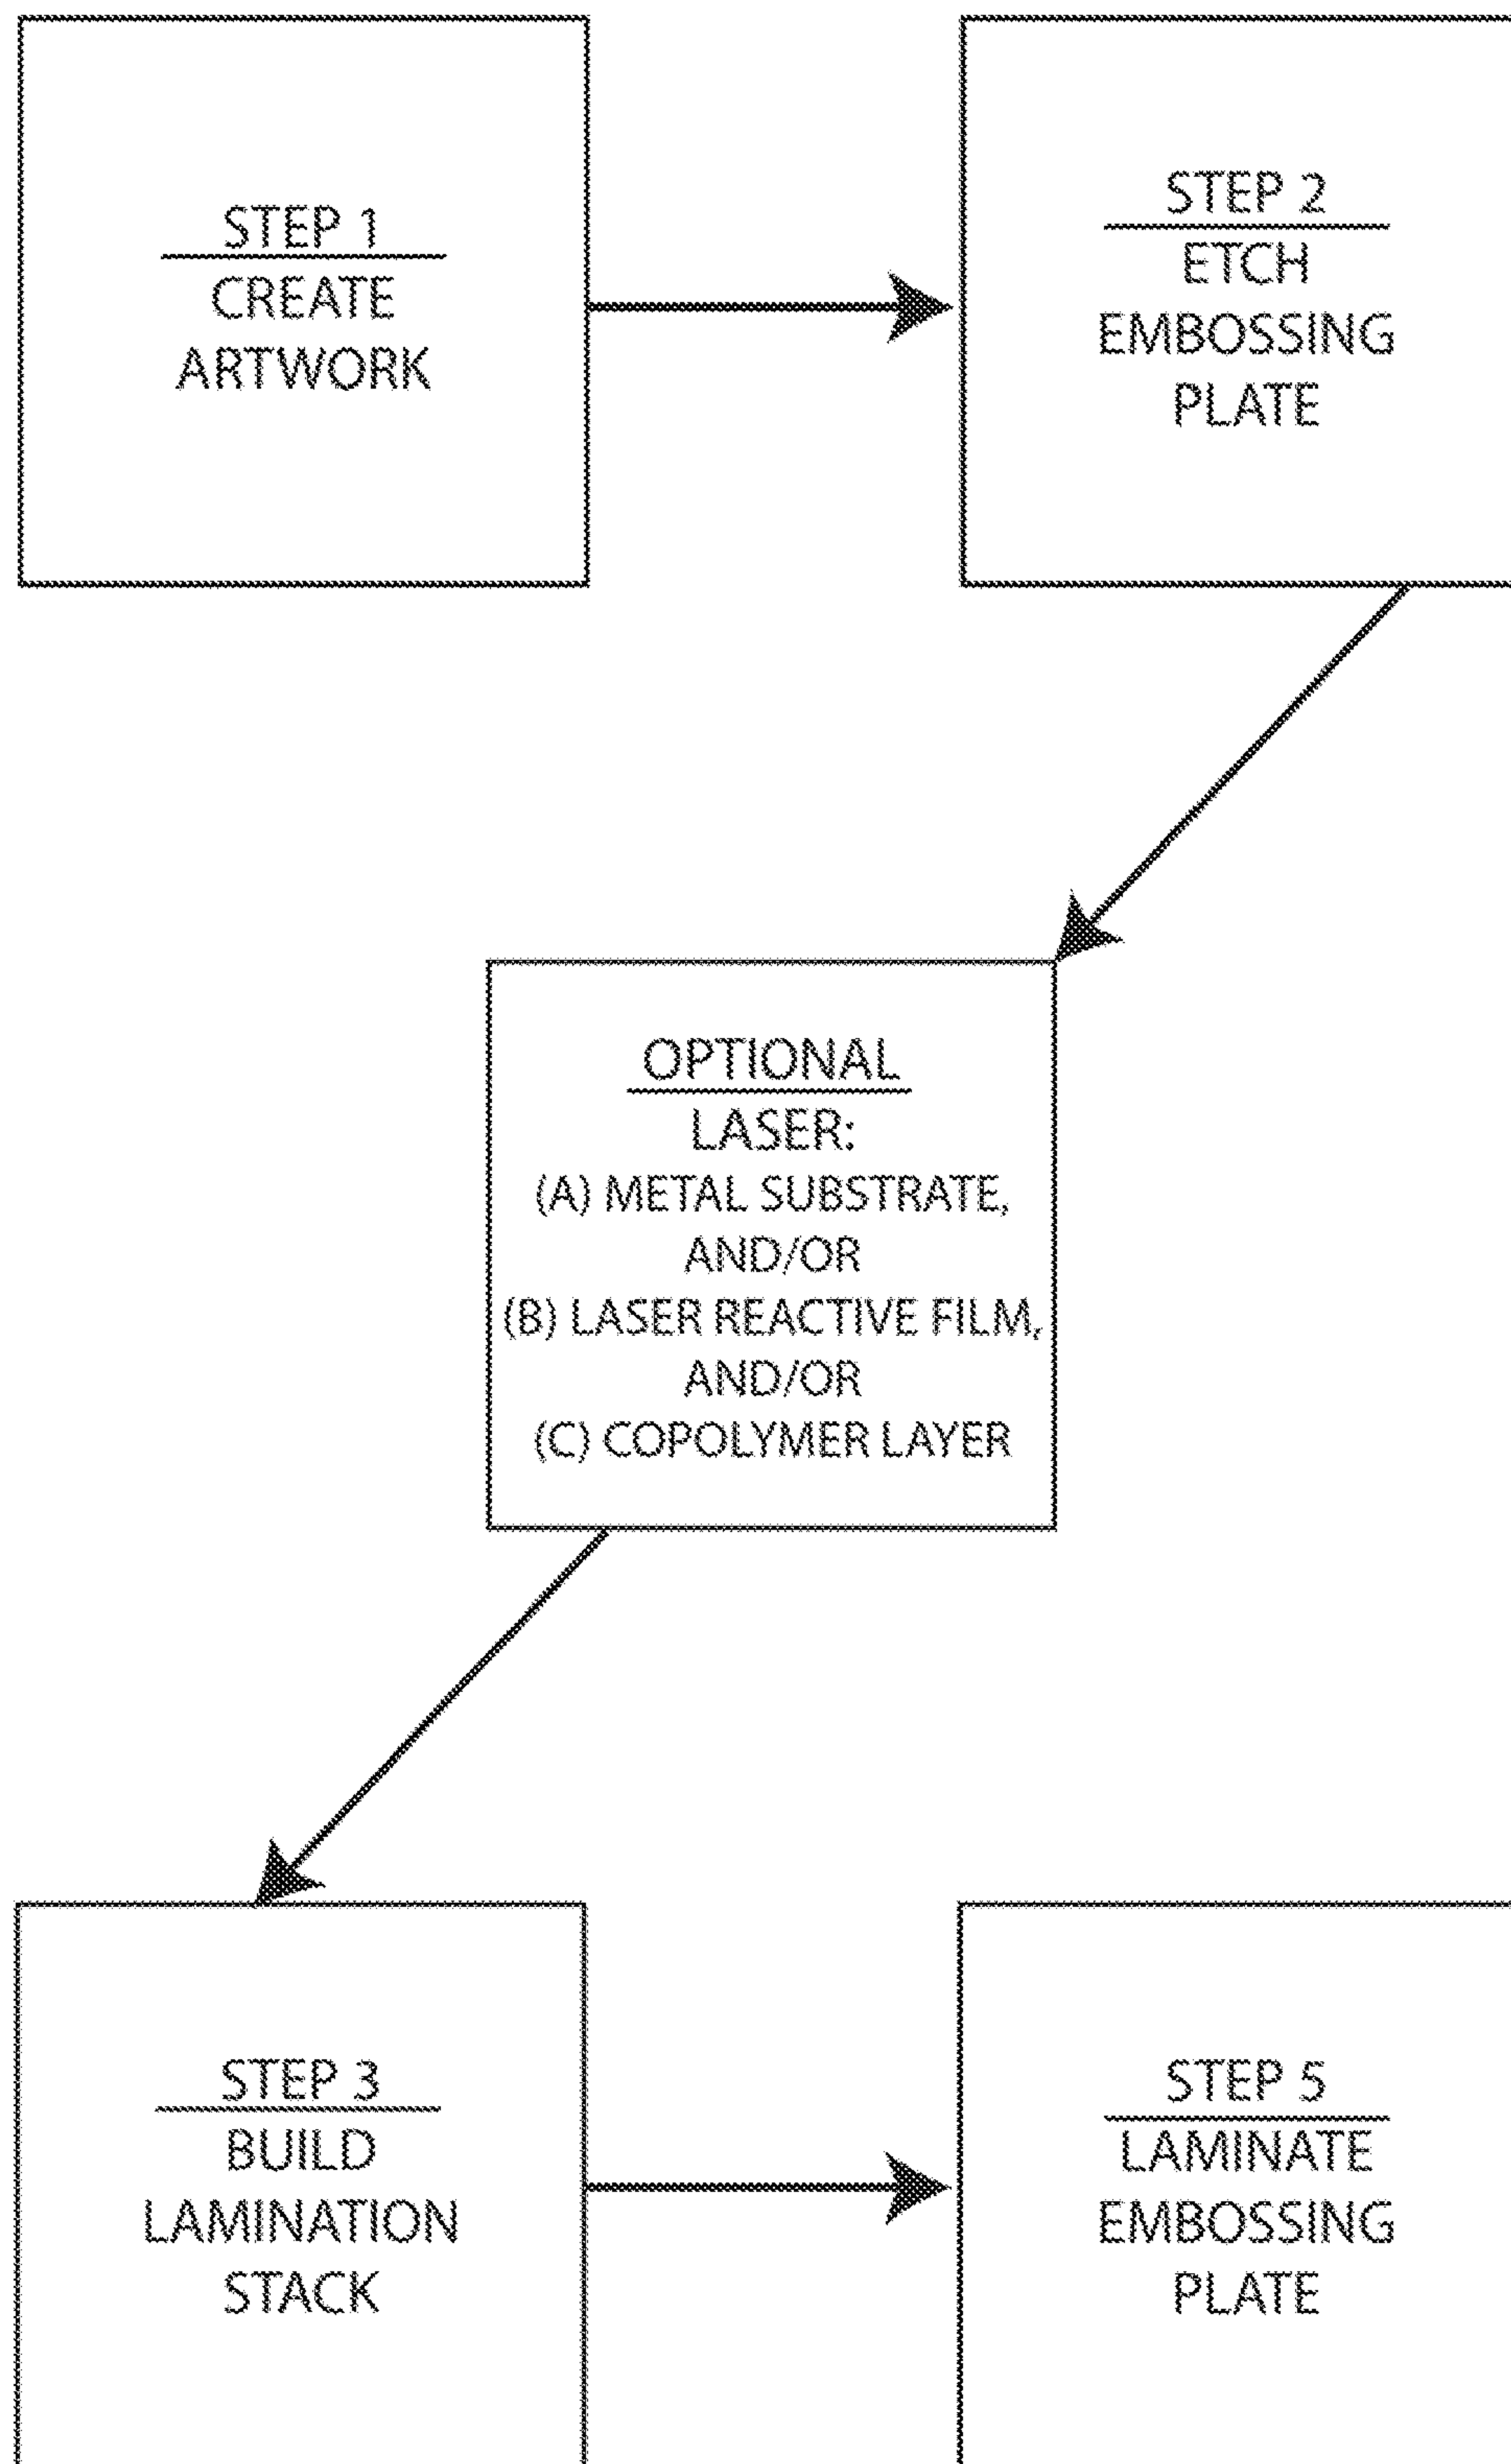 STEP 1
CREATE
ARTWORK
STEP 2
ETCH
EMBOSSING
PLATE
OPTIONAL
LASER:
(A) METAL SUBSTRATE,
AND/OR
(B) LASER REACTIVE FILM,
AND/OR
(C) COPOLYMER LAYER
STEP 3
BUILD
LAMINATION
STACK
STEP 5
LAMINATE
EMBOSSING
PLATE